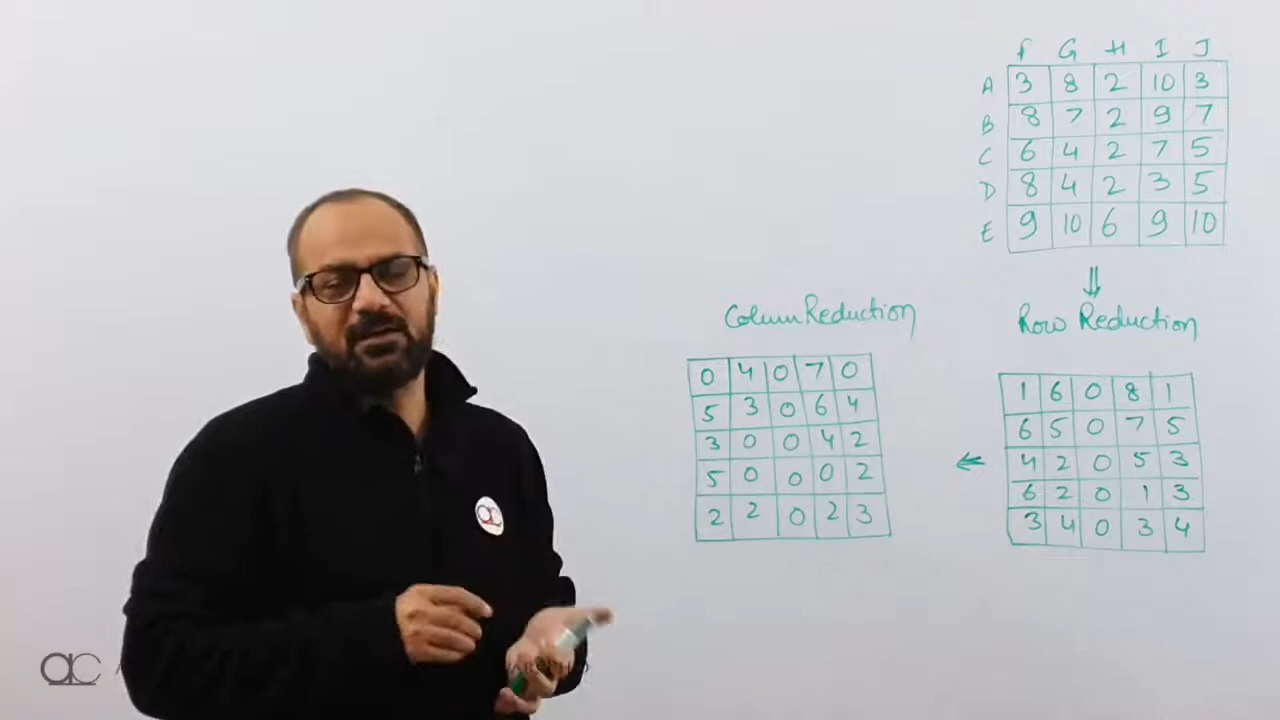 F G H I J
A 3 8 2 10 3
B 8 7 2 9 7
C 6 4 2 7 5
D 8 4 2 3 5
E 9 10 6 9 10
Column Reduction
0 4 0 7 0
5 3 0 6 4
3 0 0 4 2
5 0 0 0 2
2 2 0 2 3
Row Reduction
1 6 0 8 1
6 5 0 7 5
4 2 0 5 3
6 2 0 1 3
3 4 0 3 4
ac
ac